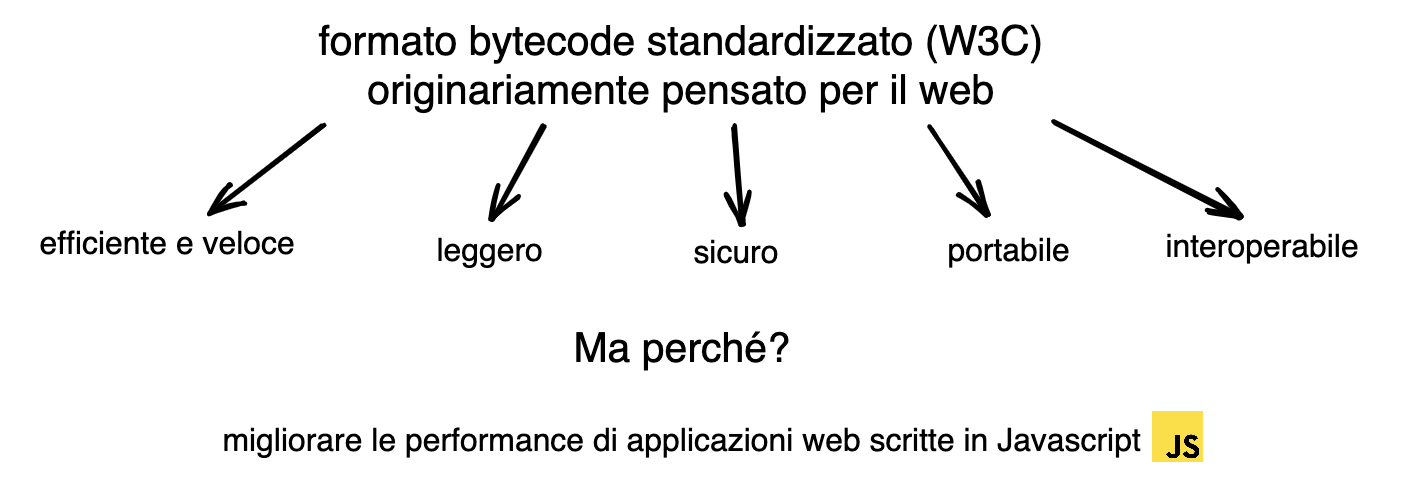 formato bytecode standardizzato (W3C)
originariamente pensato per il web
efficiente e veloce
leggero
sicuro
portabile
interoperabile
Ma perché?
migliorare le performance di applicazioni web scritte in Javascript JS